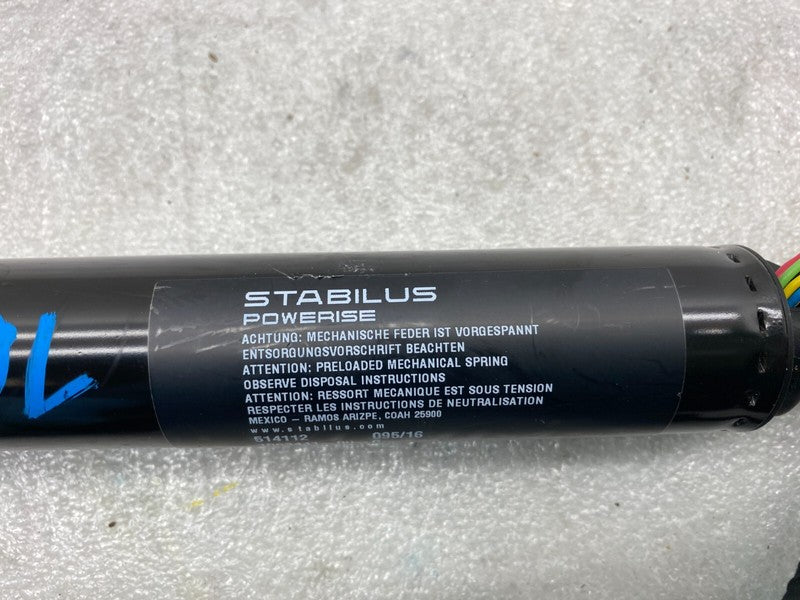 STABILUS
POWERISE
ACHTUNG: MECHANISCHE FEDER IST VORGESPANNT
ENTSORGUNGSVORSCHRIFT BEACHTEN
ATTENTION: PRELOADED MECHANICAL SPRING
OBSERVE DISPOSAL INSTRUCTIONS
ATTENTION: RESSORT MECANIQUE EST SOUS TENSION
RESPECTER LES INSTRUCTIONS DE NEUTRALISATION
MEXICO – RAMOS ARIZPE, COAH 25900
www.stabilus.com
514112 095/16